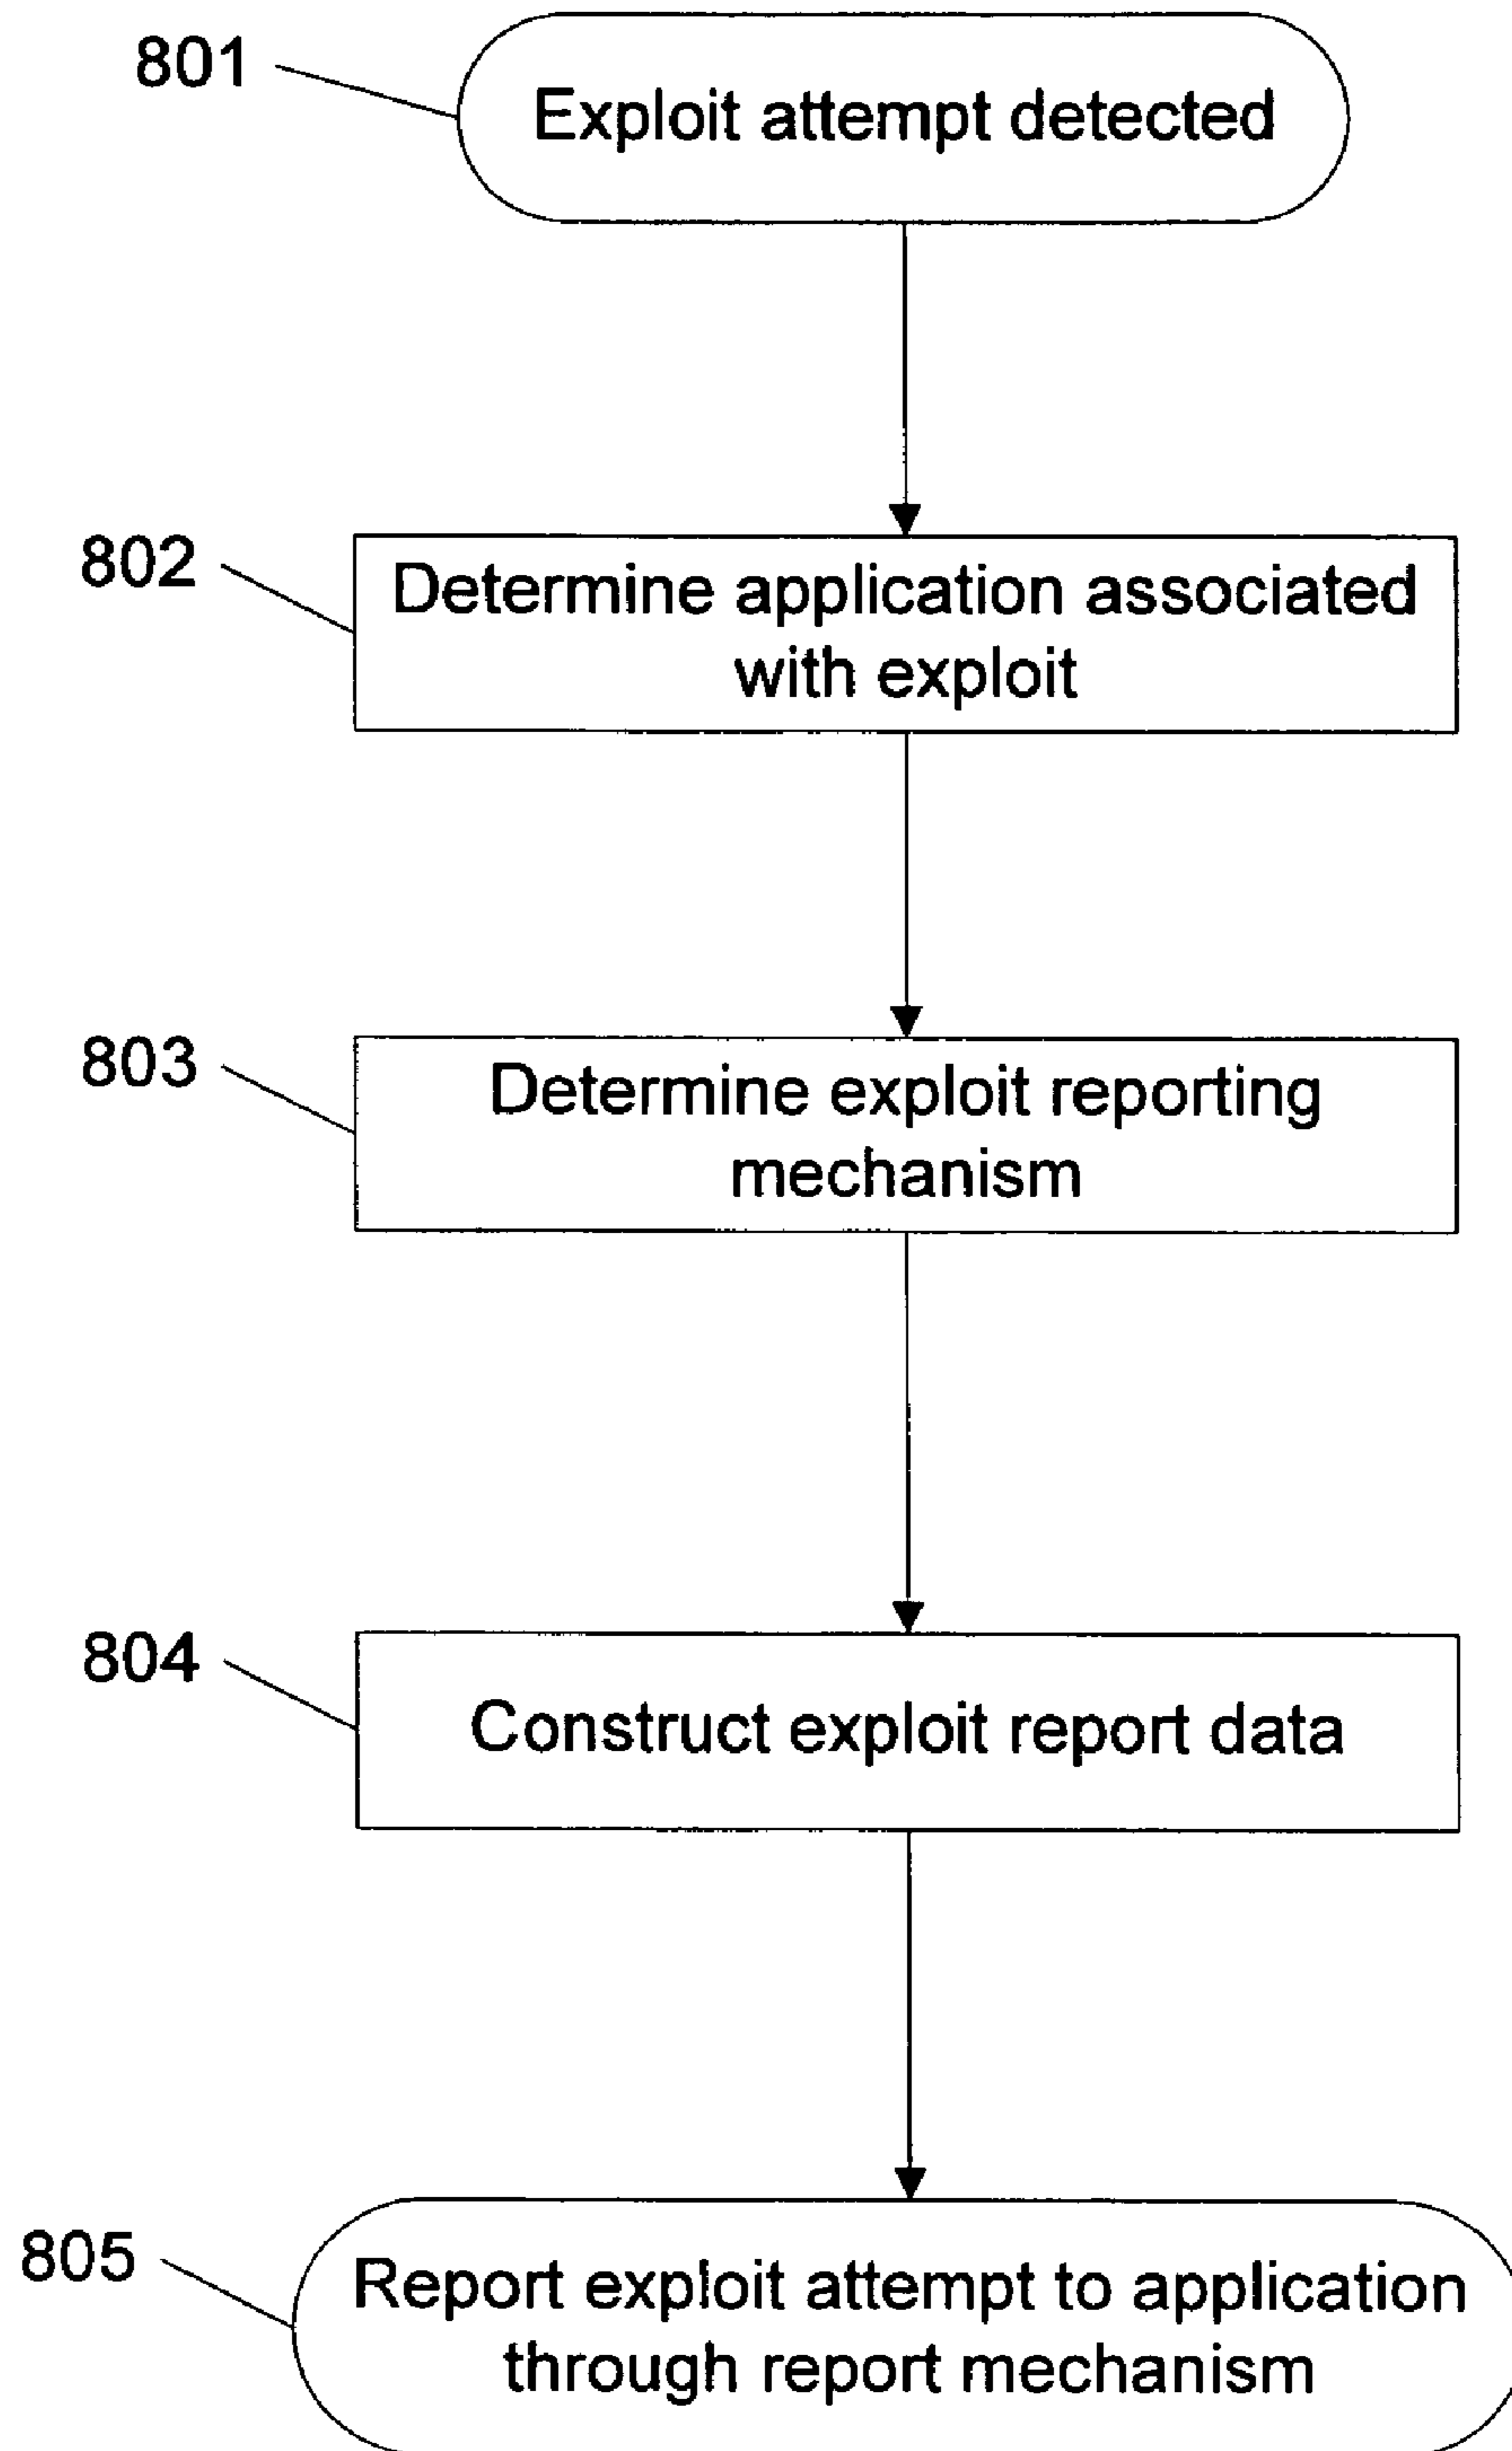 801
Exploit attempt detected
802
Determine application associated
with exploit
803
Determine exploit reporting
mechanism
804
Construct exploit report data
805
Report exploit attempt to application
through report mechanism